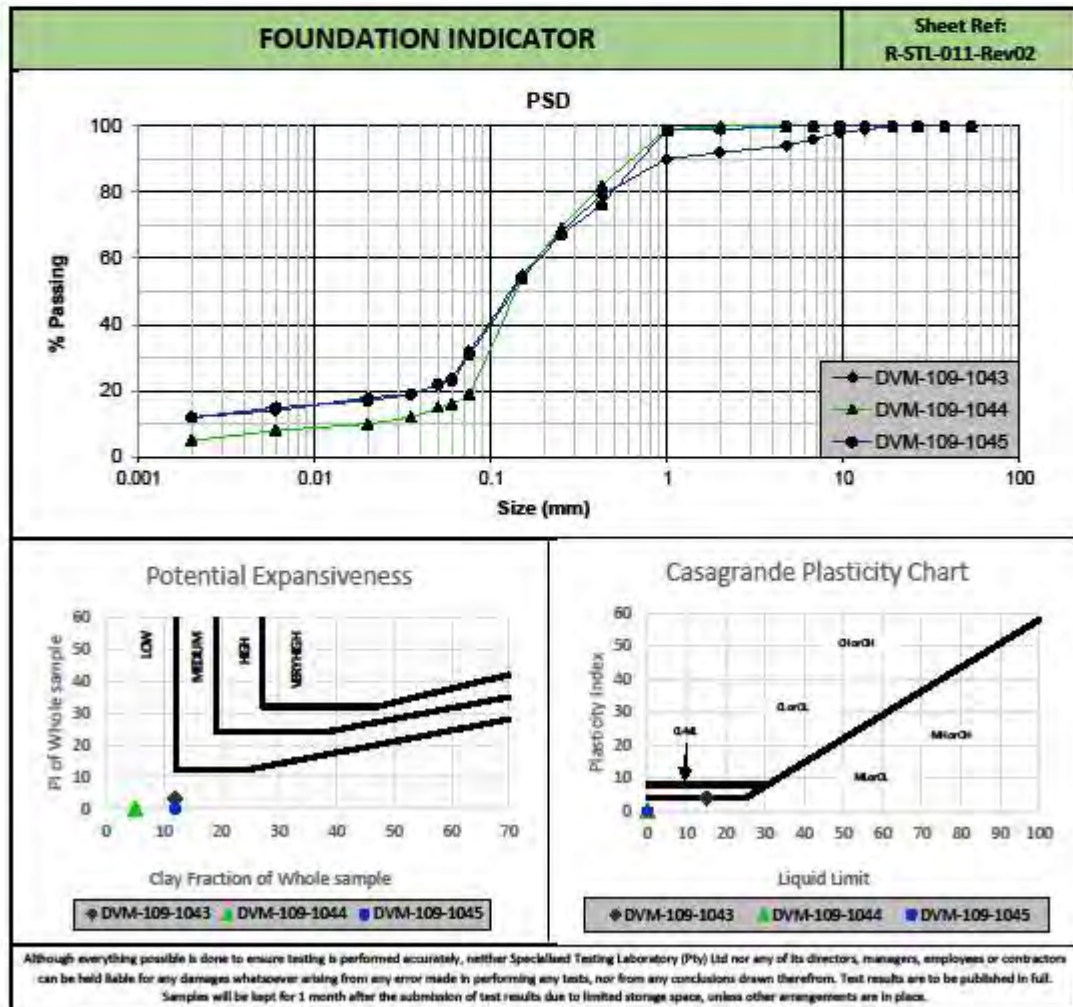 FOUNDATION INDICATOR
Sheet Ref:
R-STL-011-Rev02
PSD
100
80
60
40
20
0
% Passing
0.001
0.01
0.1
1
10
100
Size (mm)
DVM-109-1043
DVM-109-1044
DVM-109-1045
Potential Expansiveness
60
50
40
30
20
10
0
PI of Whole sample
LOW
MEDIUM
HIGH
VERY HIGH
0 10 20 30 40 50 60 70
Clay Fraction of Whole sample
DVM-109-1043 DVM-109-1044 DVM-109-1045
Casagrande Plasticity Chart
60
50
40
30
20
10
0
Plasticity Index
0 10 20 30 40 50 60 70 80 90 100
Liquid Limit
DVM-109-1043 DVM-109-1044 DVM-109-1045
Although everything possible is done to ensure testing is performed accurately, neither Specialised Testing Laboratory (Pty) Ltd nor any of its directors, managers, employees or contractors
can be held liable for any damages whatsoever arising from any error made in performing any tests, nor from any conclusions drawn therefrom. Test results are to be published in full.
Samples will be kept for 1 month after the submission of test results due to limited storage space, unless other arrangements are in place.